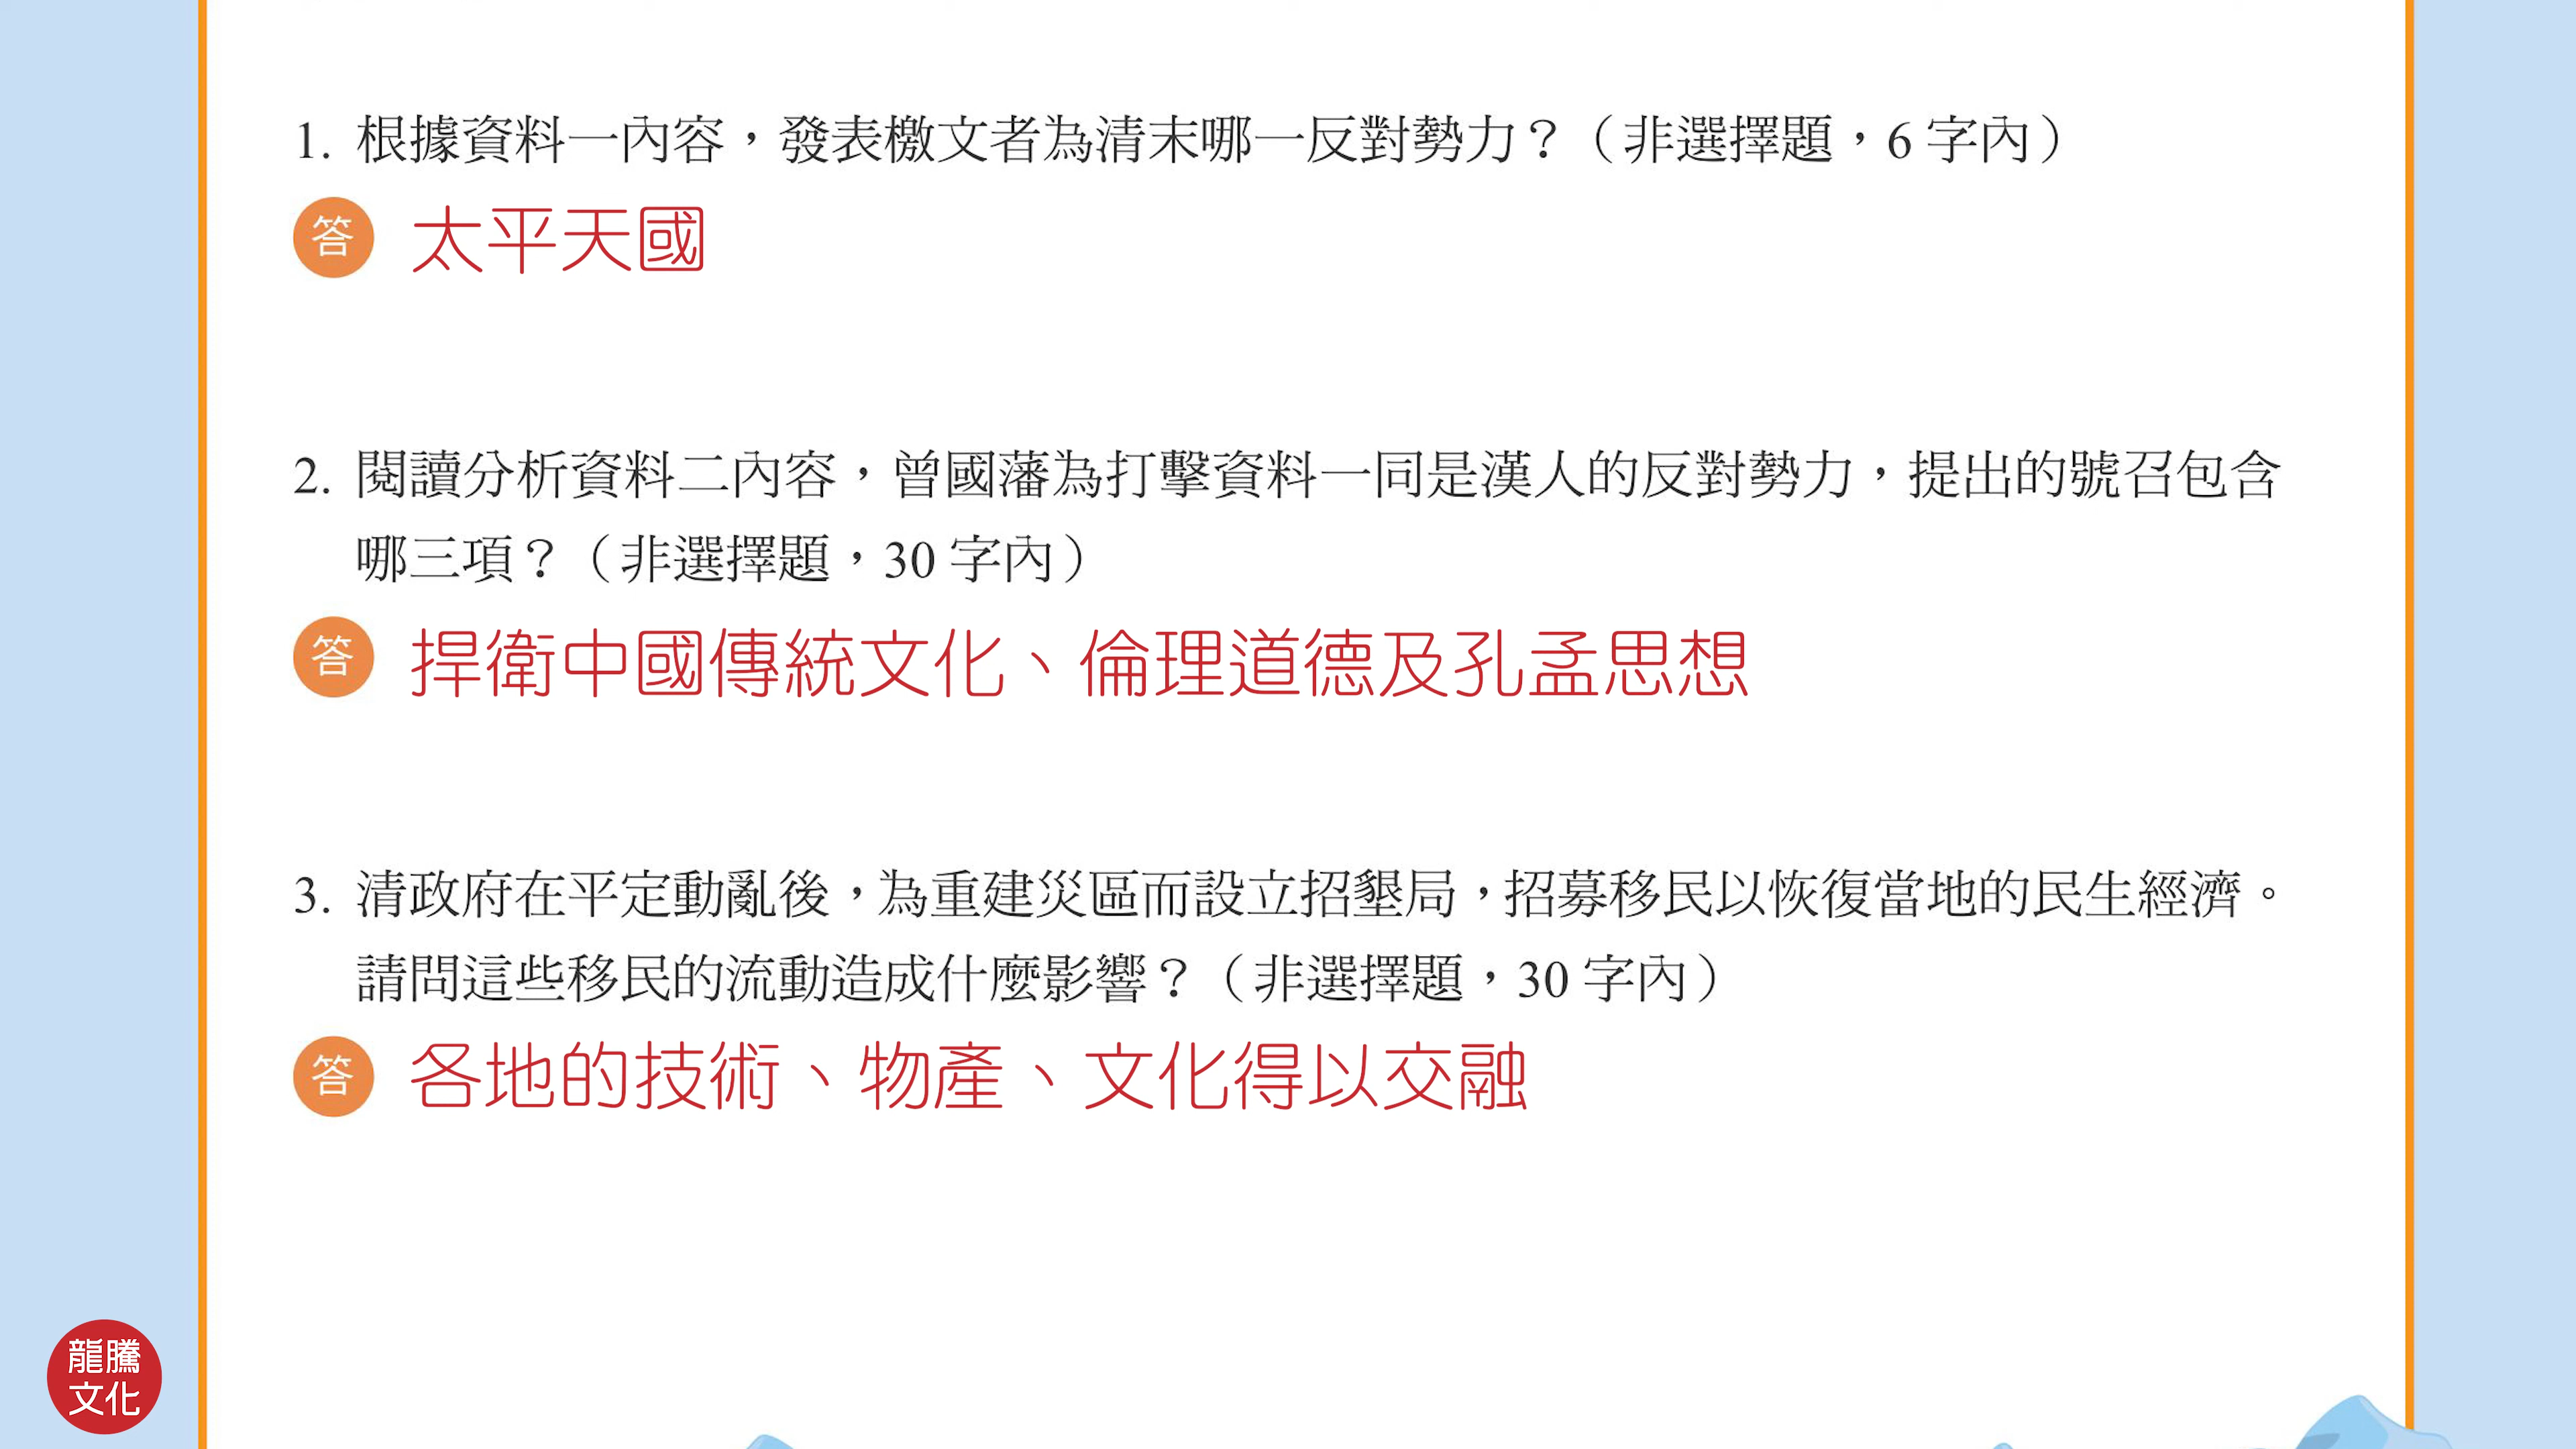 1. 根據資料一內容，發表檄文者為清末哪一反對勢力？（非選擇題，6 字內）
答 太平天國
2. 閱讀分析資料二內容，曾國藩為打擊資料一同是漢人的反對勢力，提出的號召包含
哪三項？（非選擇題，30 字內）
答 捍衛中國傳統文化、倫理道德及孔孟思想
3. 清政府在平定動亂後，為重建災區而設立招墾局，招募移民以恢復當地的民生經濟。
請問這些移民的流動造成什麼影響？（非選擇題，30 字內）
答 各地的技術、物產、文化得以交融
龍騰
文化